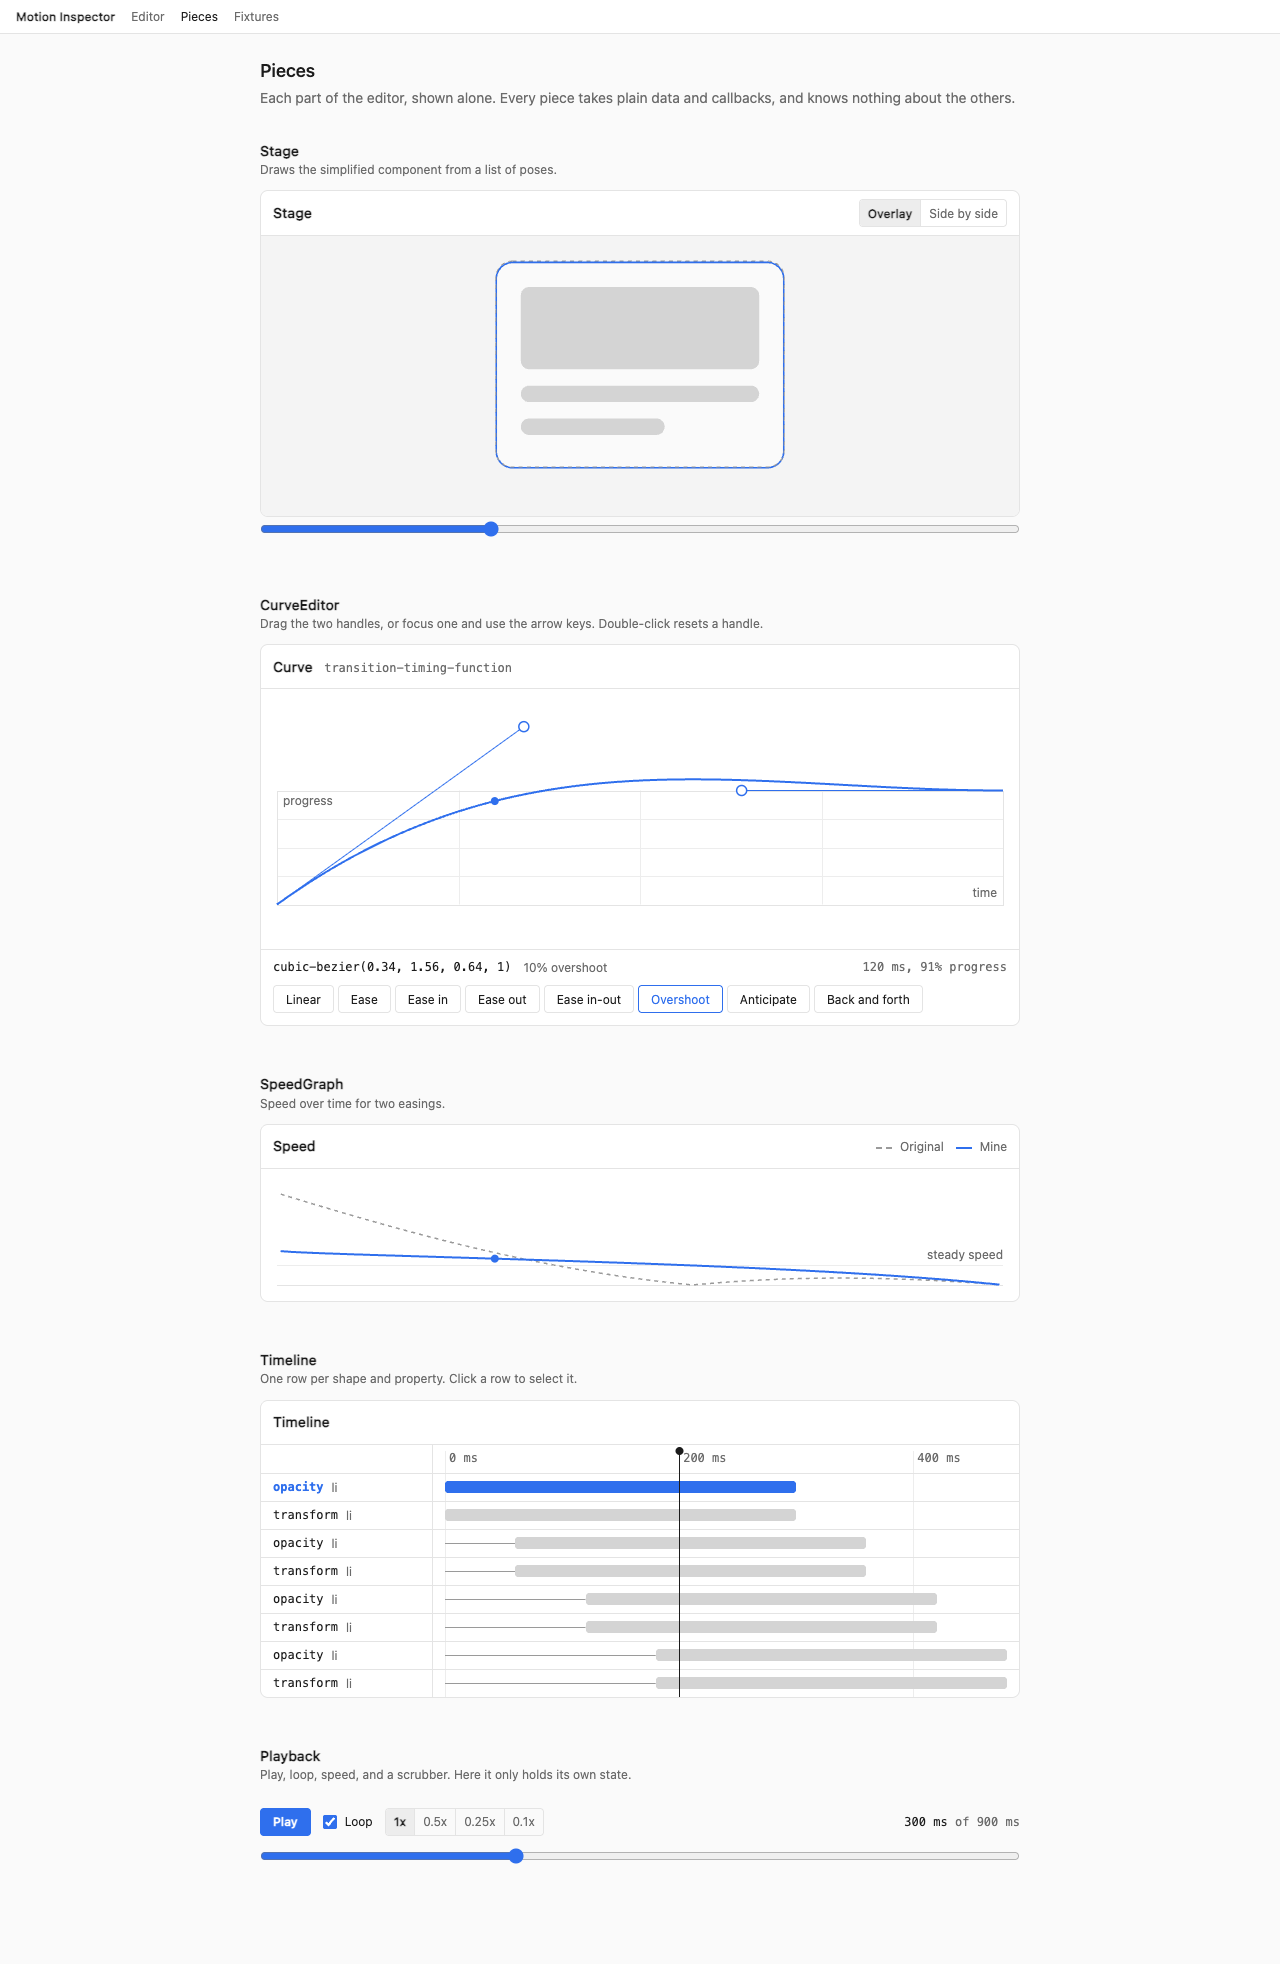 Motion Inspector Editor Pieces Fixtures
Pieces
Each part of the editor, shown alone. Every piece takes plain data and callbacks, and knows nothing about the others.
Stage
Draws the simplified component from a list of poses.
Stage Overlay Side by side
CurveEditor
Drag the two handles, or focus one and use the arrow keys. Double-click resets a handle.
Curve transition-timing-function
progress
time
cubic-bezier(0.34, 1.56, 0.64, 1) 10% overshoot 120 ms, 91% progress
Linear Ease Ease in Ease out Ease in-out Overshoot Anticipate Back and forth
SpeedGraph
Speed over time for two easings.
Speed Original Mine
steady speed
Timeline
One row per shape and property. Click a row to select it.
Timeline
0 ms 200 ms 400 ms
opacity li
transform li
opacity li
transform li
opacity li
transform li
opacity li
transform li
Playback
Play, loop, speed, and a scrubber. Here it only holds its own state.
Play Loop 1x 0.5x 0.25x 0.1x 300 ms of 900 ms